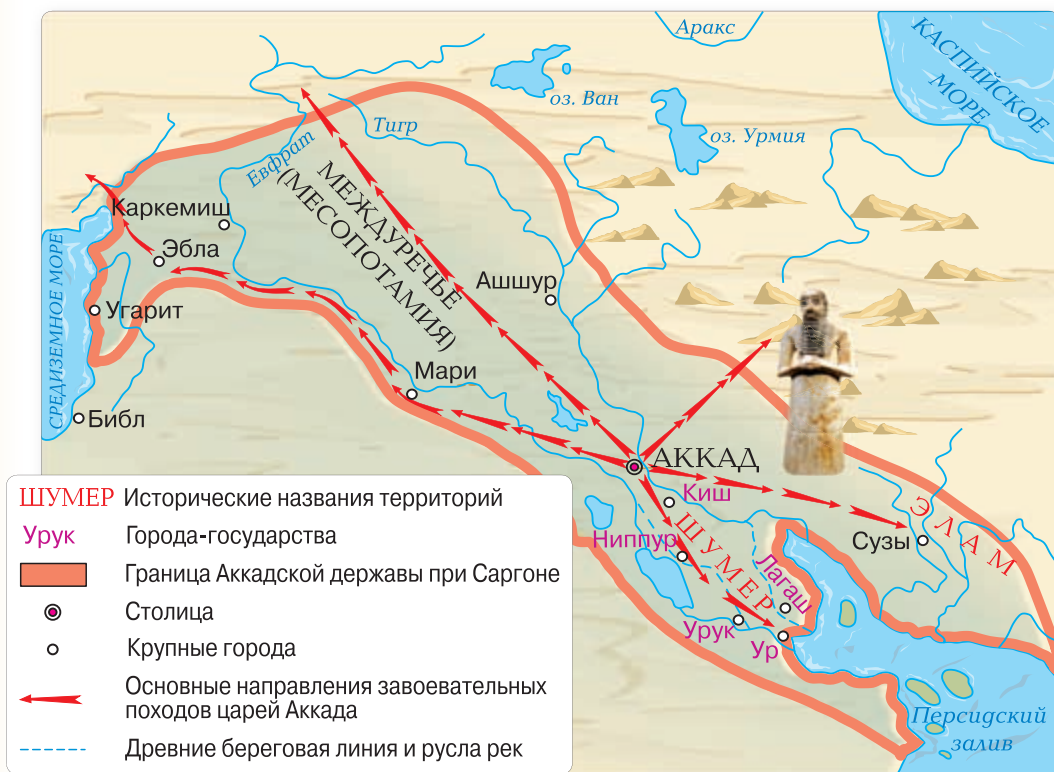 Аракс
КАСПИЙСКОЕ
МОРЕ
оз. Ван
Тигр
оз. Урмия
Евфрат
МЕЖДУРЕЧЬЕ
(МЕСОПОТАМИЯ)
Каркемиш
Эбла
Ашшур
СРЕДИЗЕМНОЕ МОРЕ
Угарит
Мари
Библ
АККАД
Киш
ШУМЕР
Ниппур
Сузы
ЭЛАМ
Лагаш
Урук
Ур
Персидский
залив
ШУМЕР Исторические названия территорий
Урук Города-государства
Граница Аккадской державы при Саргоне
Столица
Крупные города
Основные направления завоевательных
походов царей Аккада
Древние береговая линия и русла рек